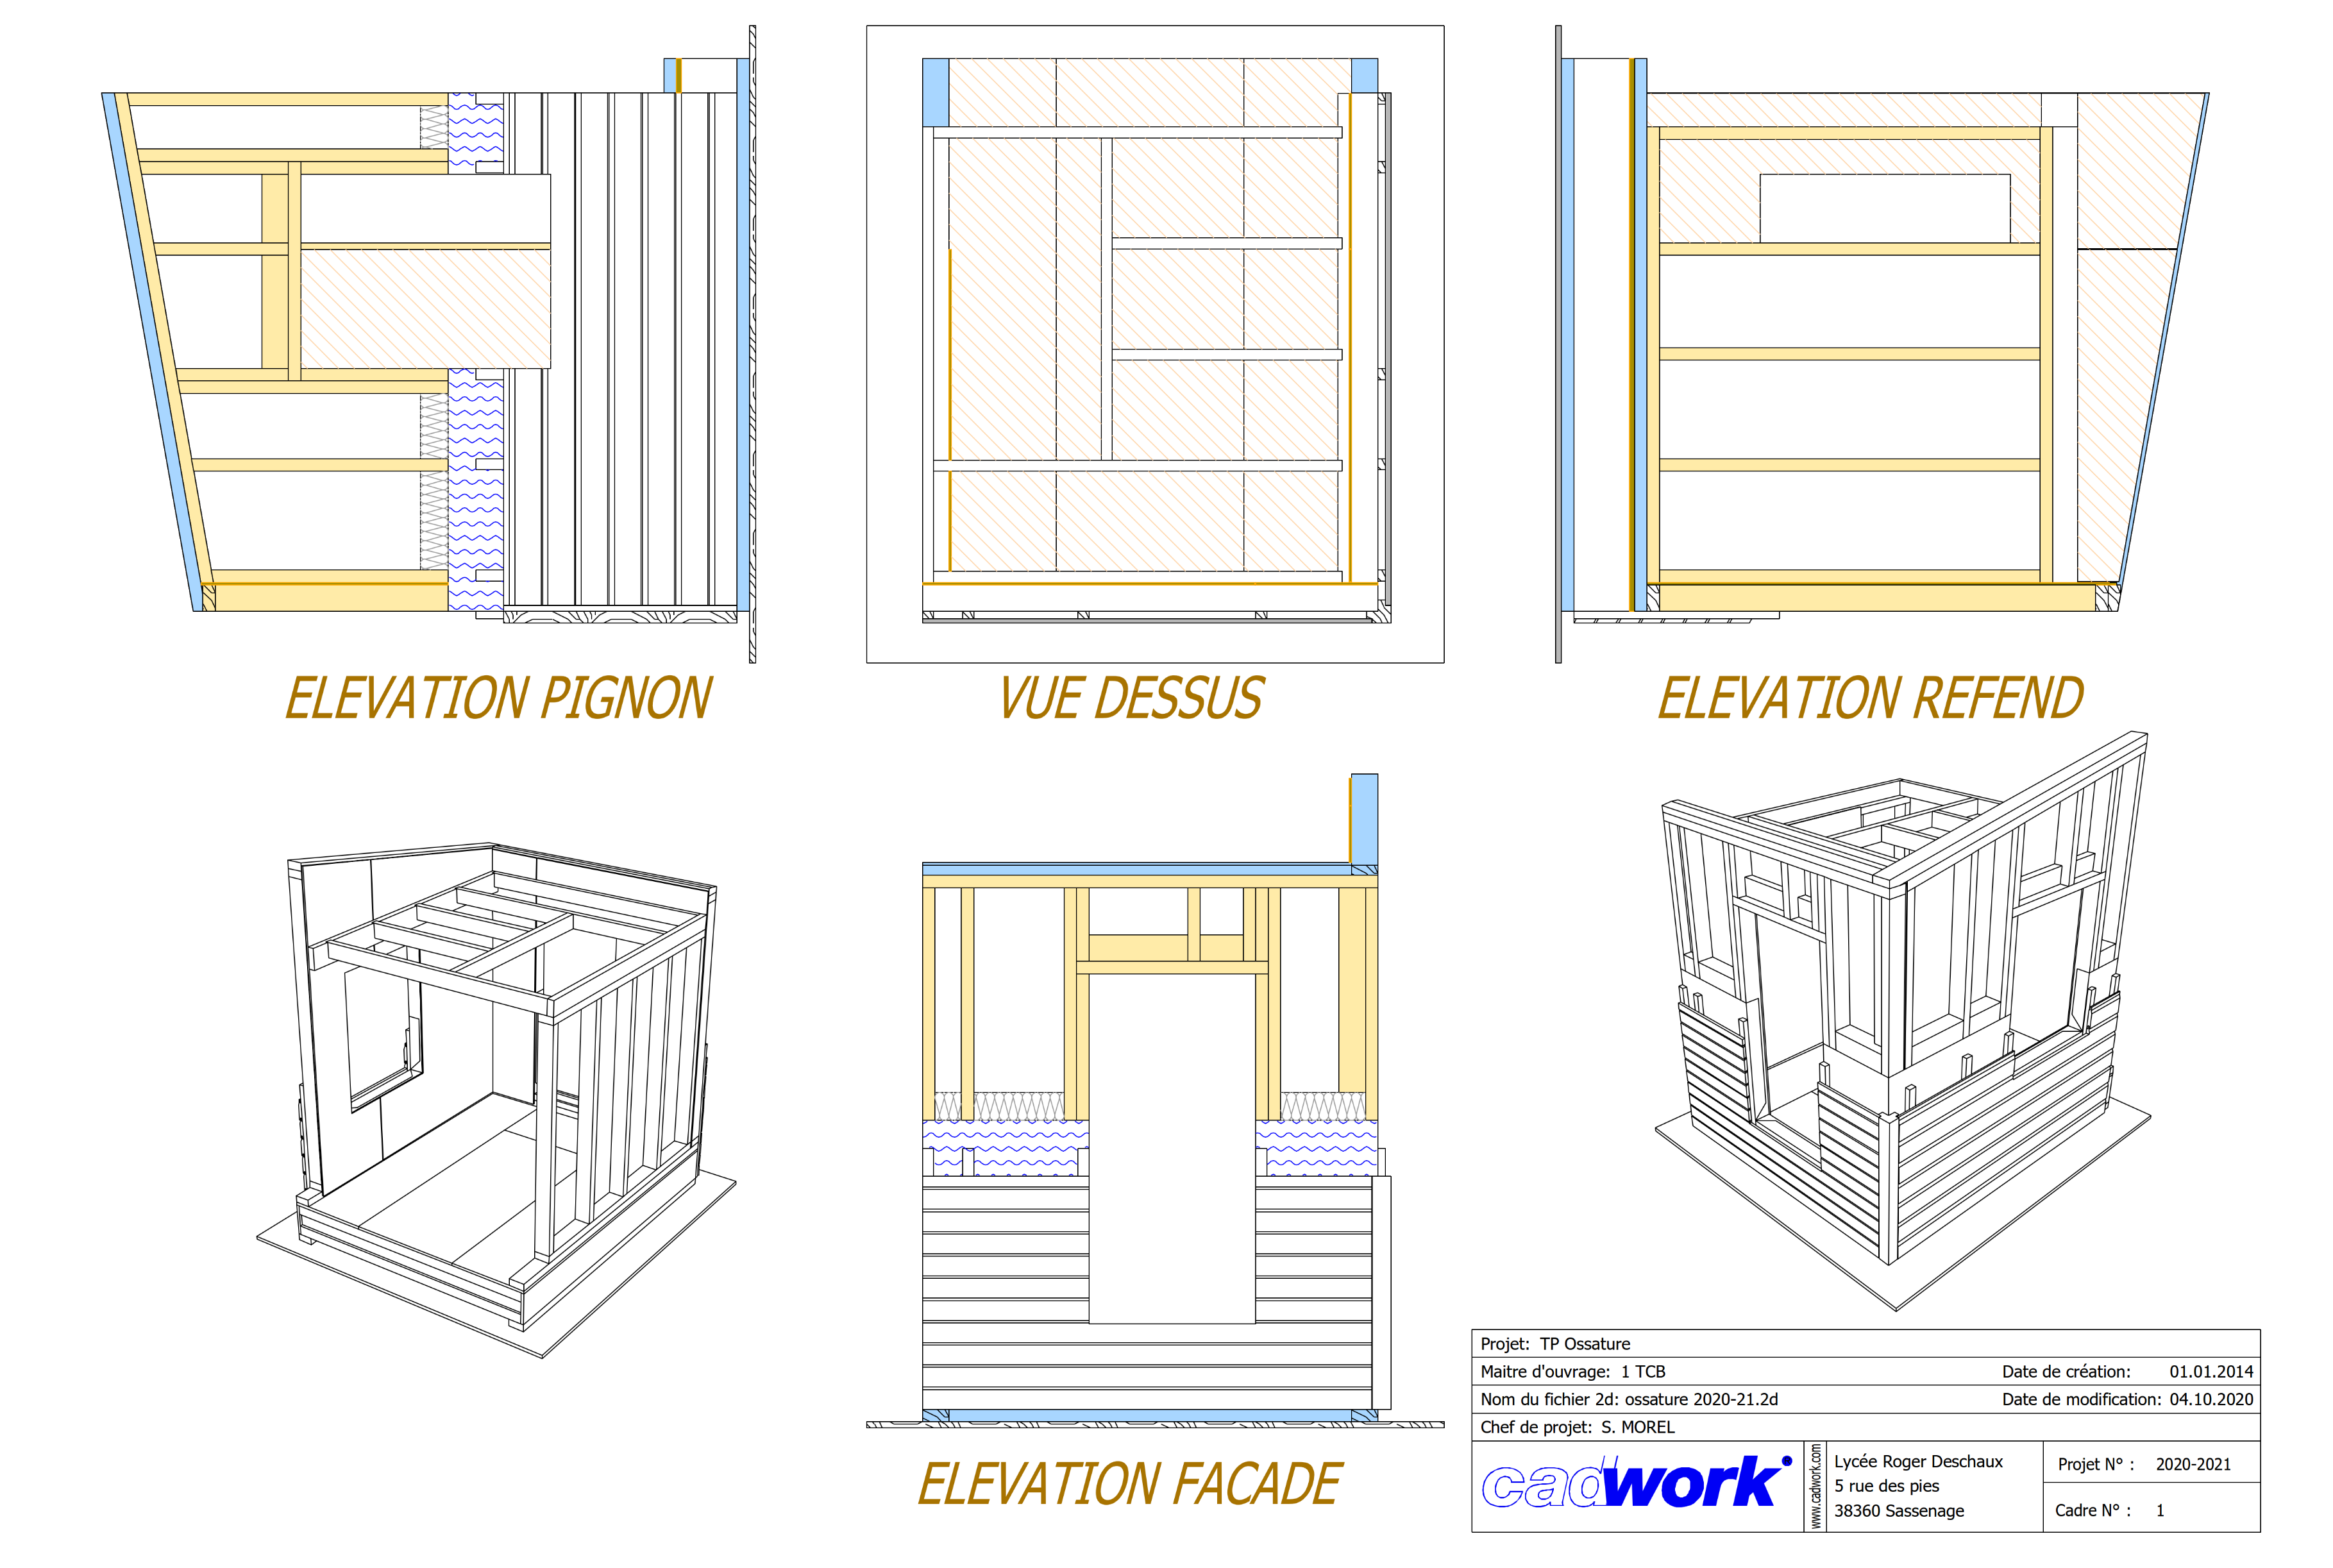 ELEVATION PIGNON
VUE DESSUS
ELEVATION REFEND
ELEVATION FACADE
Projet: TP Ossature
Maitre d'ouvrage: 1 TCB Date de création: 01.01.2014
Nom du fichier 2d: ossature 2020-21.2d Date de modification: 04.10.2020
Chef de projet: S. MOREL
cadwork
www.cadwork.com
Lycée Roger Deschaux
5 rue des pies
38360 Sassenage
Projet N° : 2020-2021
Cadre N° : 1